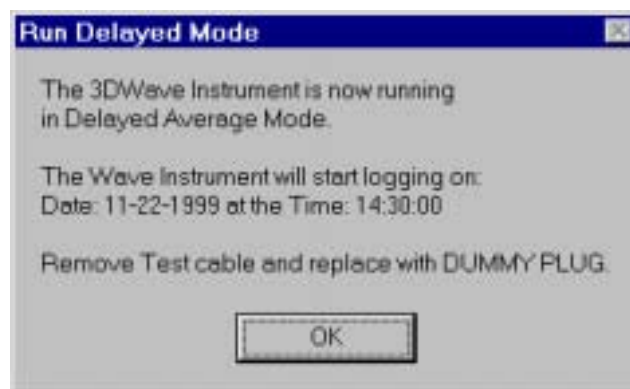 Run Delayed Mode
The 3DWave Instrument is now running
in Delayed Average Mode.
The Wave Instrument will start logging on:
Date: 11-22-1999 at the Time: 14:30:00
Remove Test cable and replace with DUMMY PLUG.
OK